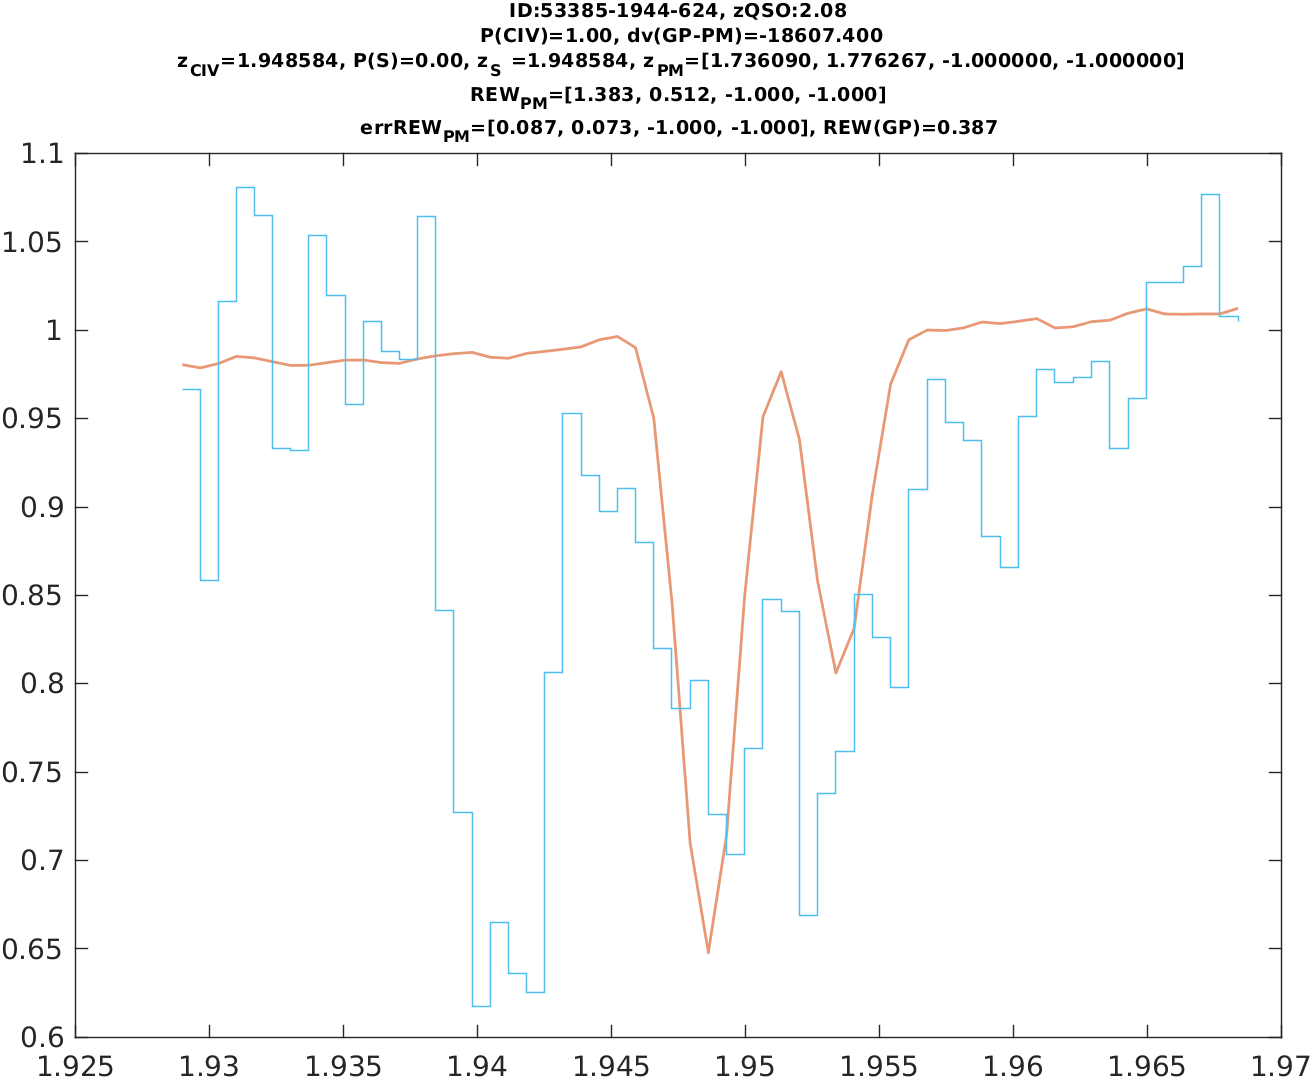 ID:53385-1944-624, zQSO:2.08
P(CIV)=1.00, dv(GP-PM)=-18607.400
zCIV=1.948584, P(S)=0.00, zS =1.948584, zPM=[1.736090, 1.776267, -1.000000, -1.000000]
REWPM=[1.383, 0.512, -1.000, -1.000]
errREWPM=[0.087, 0.073, -1.000, -1.000], REW(GP)=0.387
1.1
1.05
1
0.95
0.9
0.85
0.8
0.75
0.7
0.65
0.6
1.925 1.93 1.935 1.94 1.945 1.95 1.955 1.96 1.965 1.97